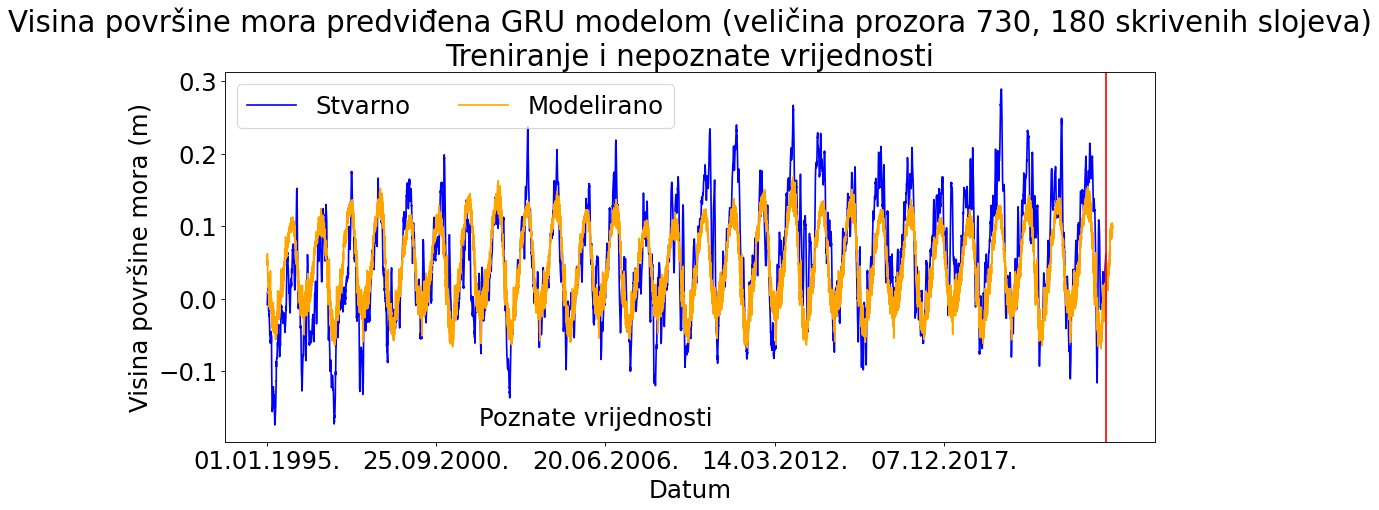 Visina površine mora predviđena GRU modelom (veličina prozora 730, 180 skrivenih slojeva)
Treniranje i nepoznate vrijednosti
Stvarno
Modelirano
Visina površine mora (m)
0.3
0.2
0.1
0.0
−0.1
Poznate vrijednosti
01.01.1995.
25.09.2000.
20.06.2006.
14.03.2012.
07.12.2017.
Datum